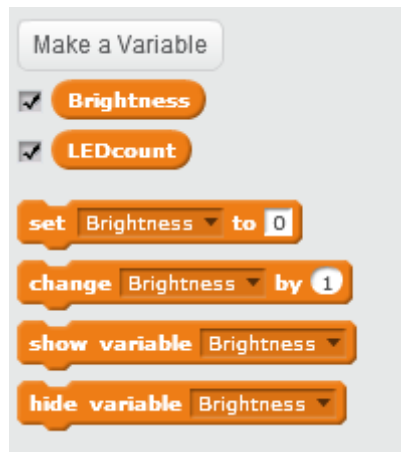 Make a Variable
Brightness
LEDcount
set Brightness to 0
change Brightness by 1
show variable Brightness
hide variable Brightness